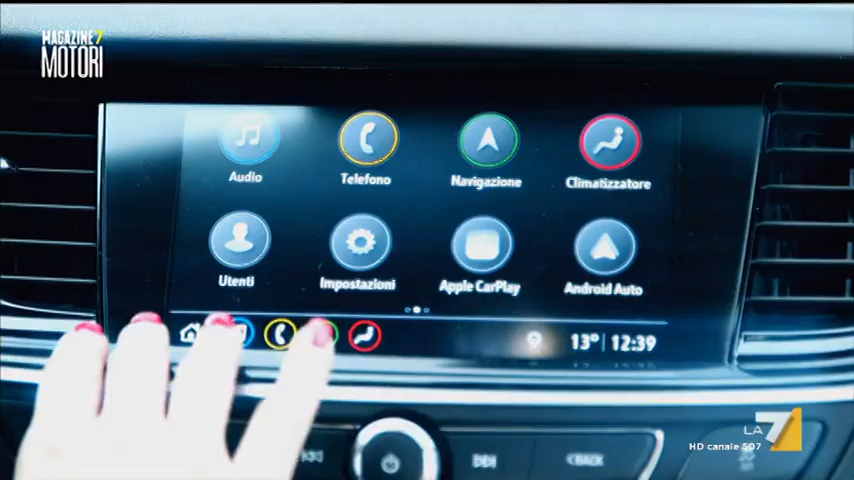 MAGAZINE 7
MOTORI
Audio
Telefono
Navigazione
Climatizzatore
Utenti
Impostazioni
Apple CarPlay
Android Auto
13° 12:39
BACK
LA 7
HD canale 507